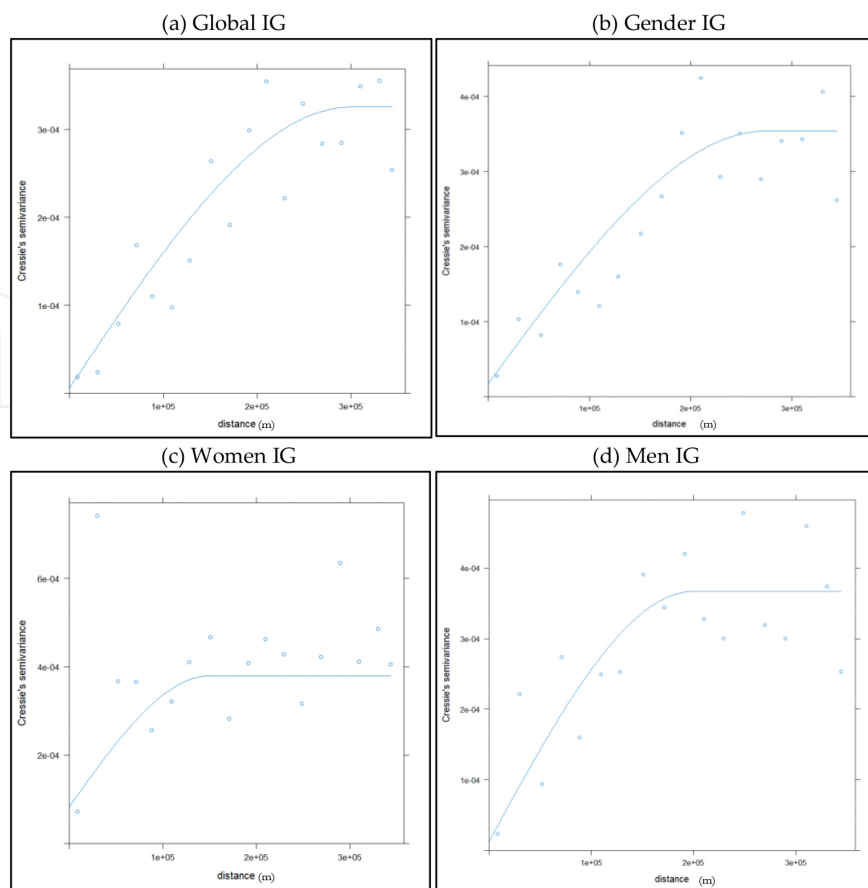 (a) Global IG
(b) Gender IG
3e-04
2e-04
1e-04
Cressie's semivariance
1e+05
2e+05
3e+05
distance (m)
4e-04
3e-04
2e-04
1e-04
Cressie's semivariance
1e+05
2e+05
3e+05
distance (m)
(c) Women IG
(d) Men IG
6e-04
4e-04
2e-04
Cressie's semivariance
1e+05
2e+05
3e+05
distance (m)
4e-04
3e-04
2e-04
1e-04
Cressie's semivariance
1e+05
2e+05
3e+05
distance (m)